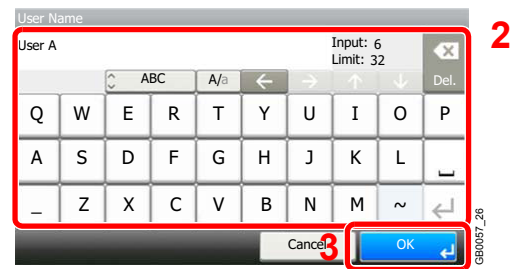 User Name
User A
Input: 6
Limit: 32
2
ABC A/a ← → ↑ ↓ Del.
Q W E R T Y U I O P
A S D F G H J K L
_ Z X C V B N M ~
Cancel 3 OK
GB0057_26